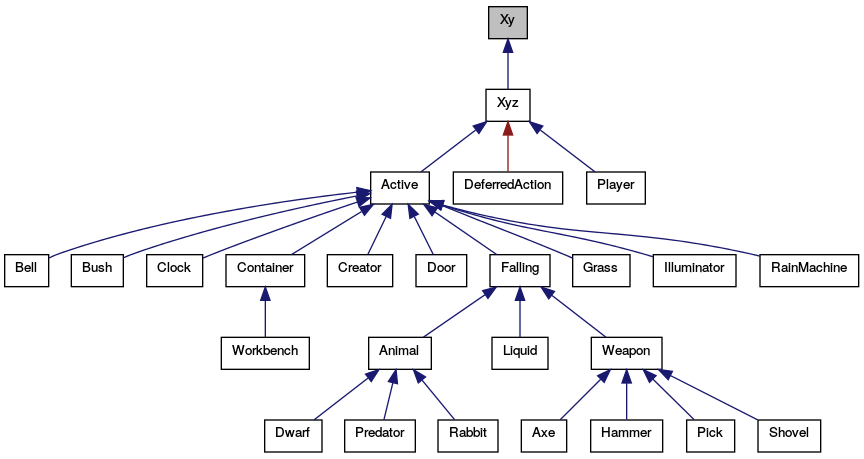 Xy
Xyz
Active
DeferredAction
Player
Bell
Bush
Clock
Container
Creator
Door
Falling
Grass
Illuminator
RainMachine
Workbench
Animal
Liquid
Weapon
Dwarf
Predator
Rabbit
Axe
Hammer
Pick
Shovel